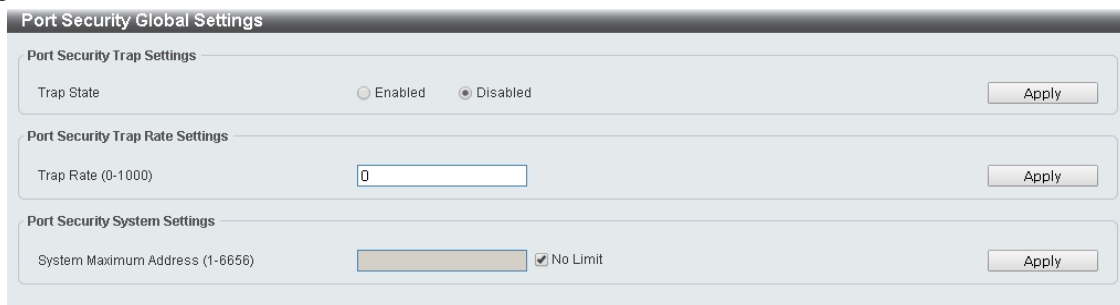 Port Security Global Settings
Port Security Trap Settings
Trap State Enabled Disabled Apply
Port Security Trap Rate Settings
Trap Rate (0-1000) 0 Apply
Port Security System Settings
System Maximum Address (1-6656) No Limit Apply